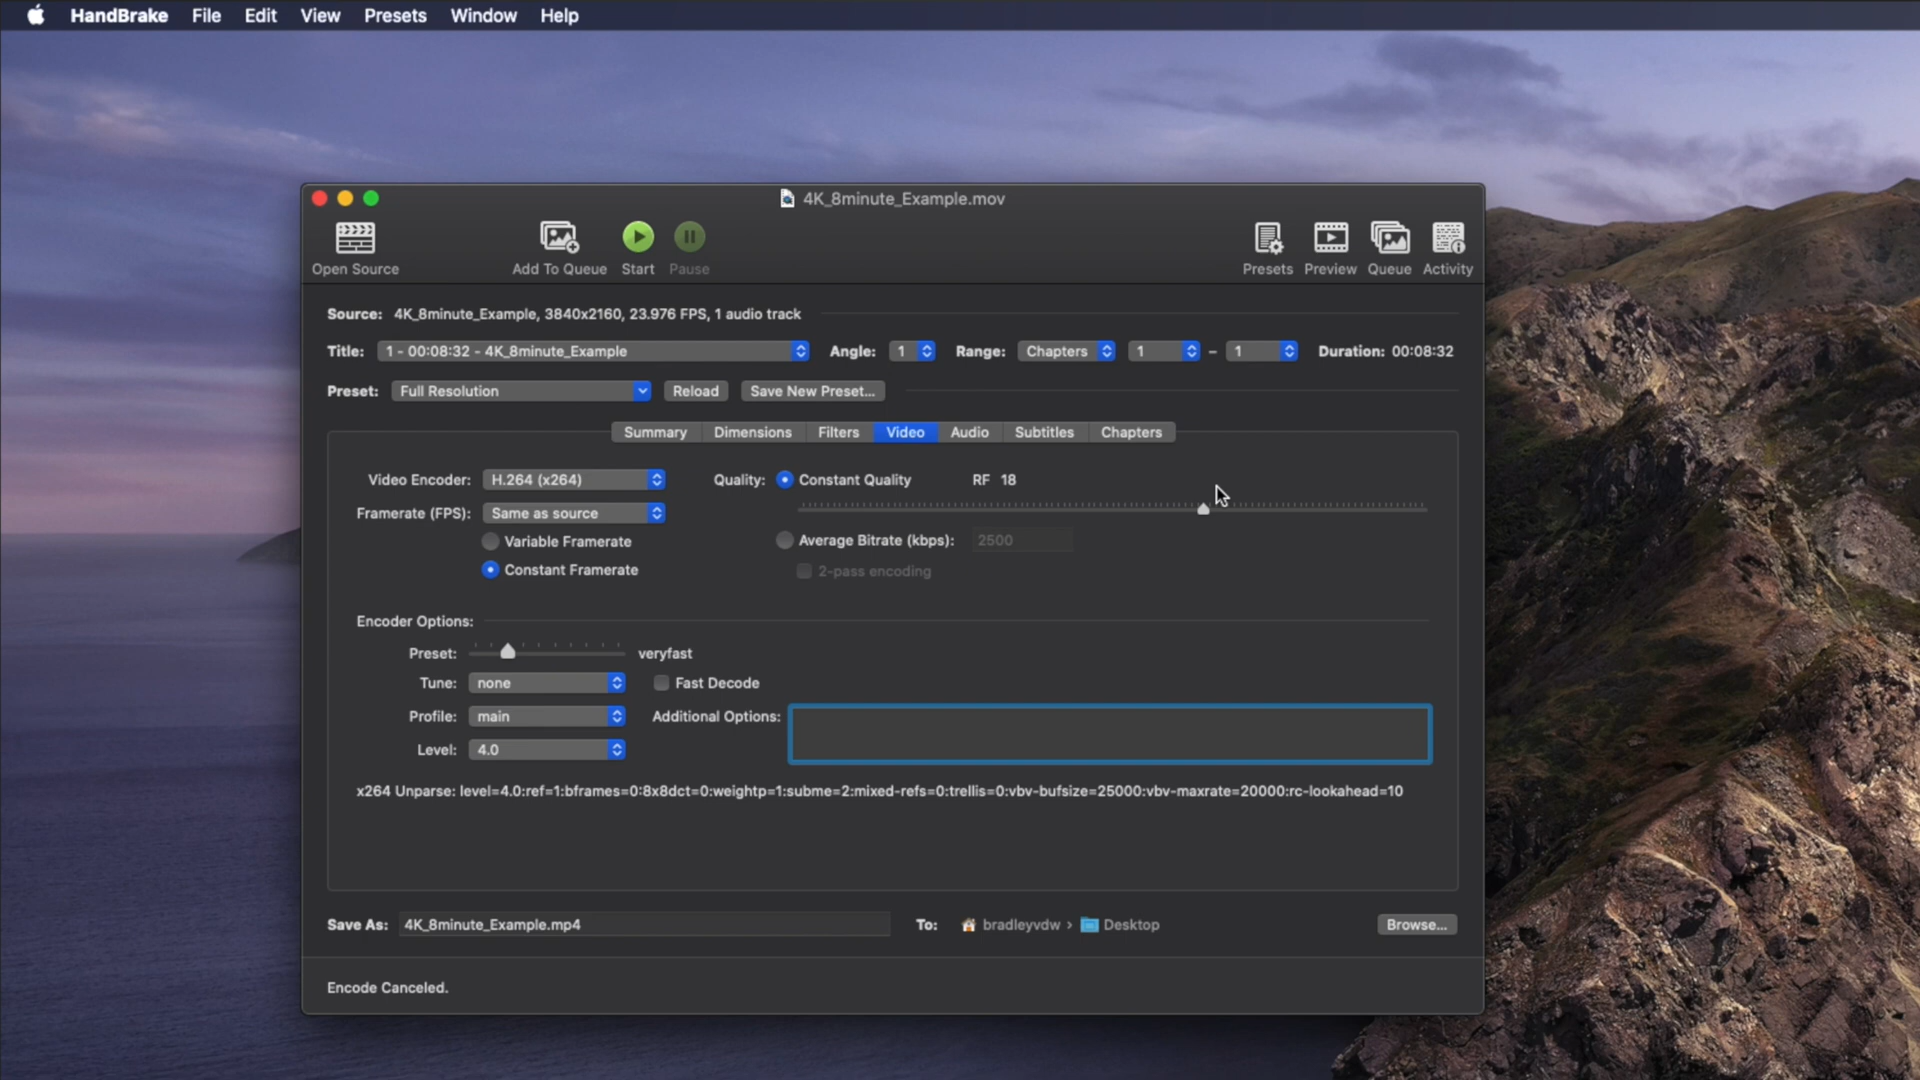 HandBrake File Edit View Presets Window Help
4K_8minute_Example.mov
Open Source Add To Queue Start Pause Presets Preview Queue Activity
Source: 4K_8minute_Example, 3840x2160, 23.976 FPS, 1 audio track
Title: 1 - 00:08:32 - 4K_8minute_Example Angle: 1 Range: Chapters 1 – 1 Duration: 00:08:32
Preset: Full Resolution Reload Save New Preset...
Summary Dimensions Filters Video Audio Subtitles Chapters
Video Encoder: H.264 (x264) Quality: Constant Quality RF 18
Framerate (FPS): Same as source
Variable Framerate Average Bitrate (kbps): 2500
Constant Framerate 2-pass encoding
Encoder Options:
Preset: veryfast
Tune: none Fast Decode
Profile: main Additional Options:
Level: 4.0
x264 Unparse: level=4.0:ref=1:bframes=0:8x8dct=0:weightp=1:subme=2:mixed-refs=0:trellis=0:vbv-bufsize=25000:vbv-maxrate=20000:rc-lookahead=10
Save As: 4K_8minute_Example.mp4 To: bradleyvdw › Desktop Browse...
Encode Canceled.